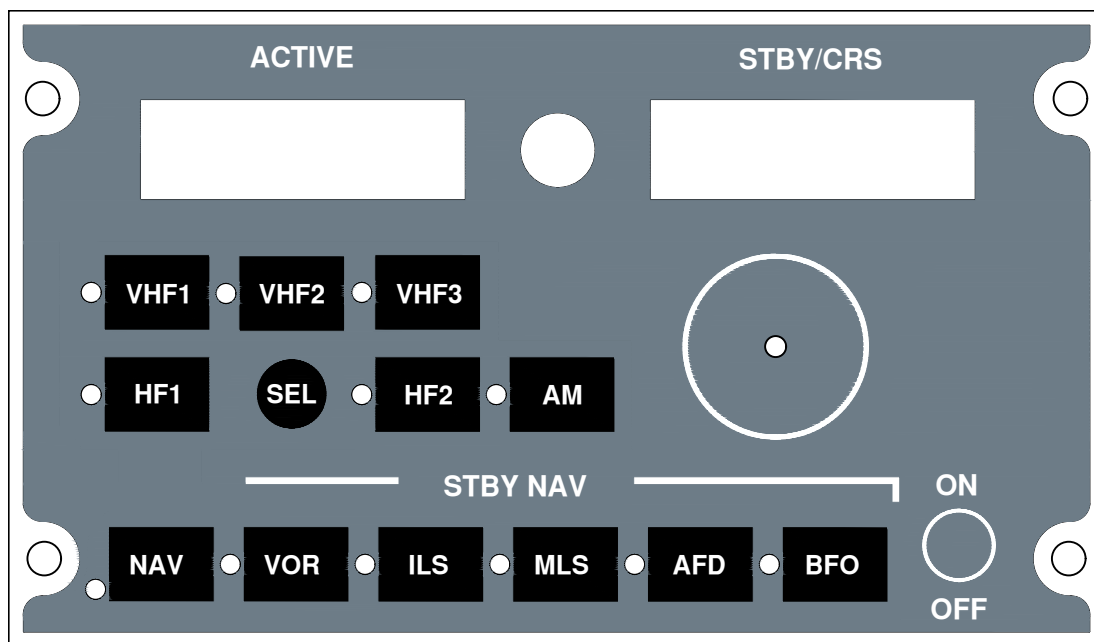 ACTIVE STBY/CRS
VHF1 VHF2 VHF3
HF1 SEL HF2 AM
STBY NAV
ON
NAV VOR ILS MLS AFD BFO
OFF